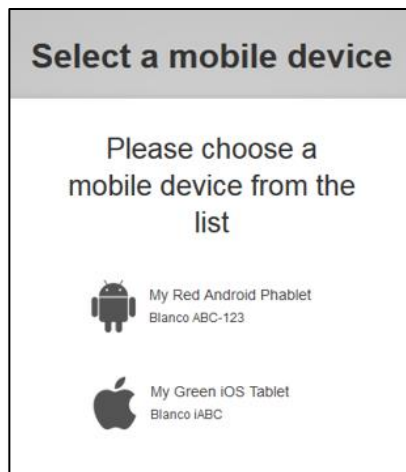 Select a mobile device
Please choose a
mobile device from the
list
My Red Android Phablet
Blanco ABC-123
My Green iOS Tablet
Blanco iABC